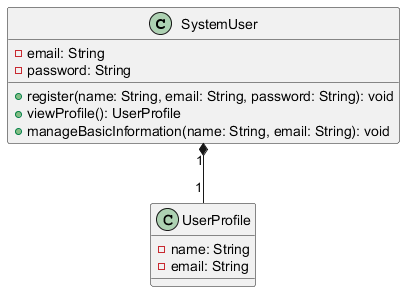 C SystemUser
email: String
password: String
register(name: String, email: String, password: String): void
viewProfile(): UserProfile
manageBasicInformation(name: String, email: String): void
1
1
C UserProfile
name: String
email: String